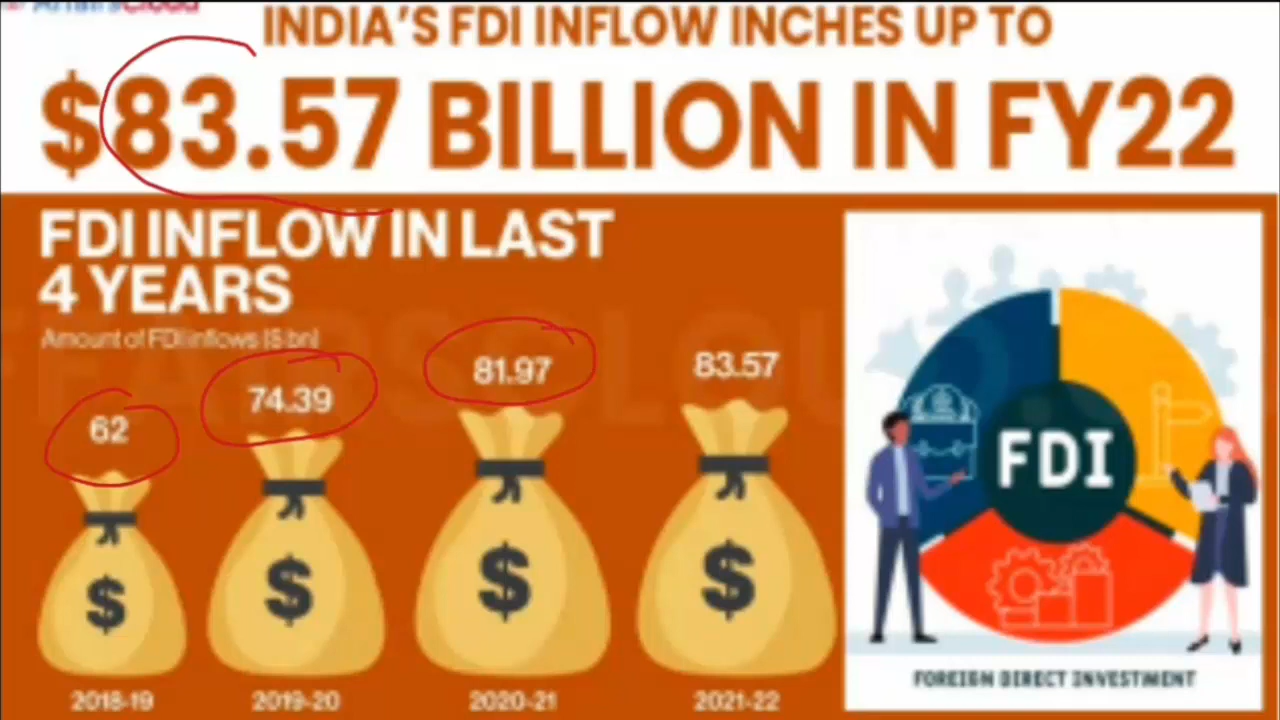 AffairsCloud
INDIA'S FDI INFLOW INCHES UP TO
$83.57 BILLION IN FY22
FDI INFLOW IN LAST
4 YEARS
Amount of FDI inflows ($ bn)
62
74.39
81.97
83.57
$
$
$
$
2018-19
2019-20
2020-21
2021-22
FDI
FOREIGN DIRECT INVESTMENT